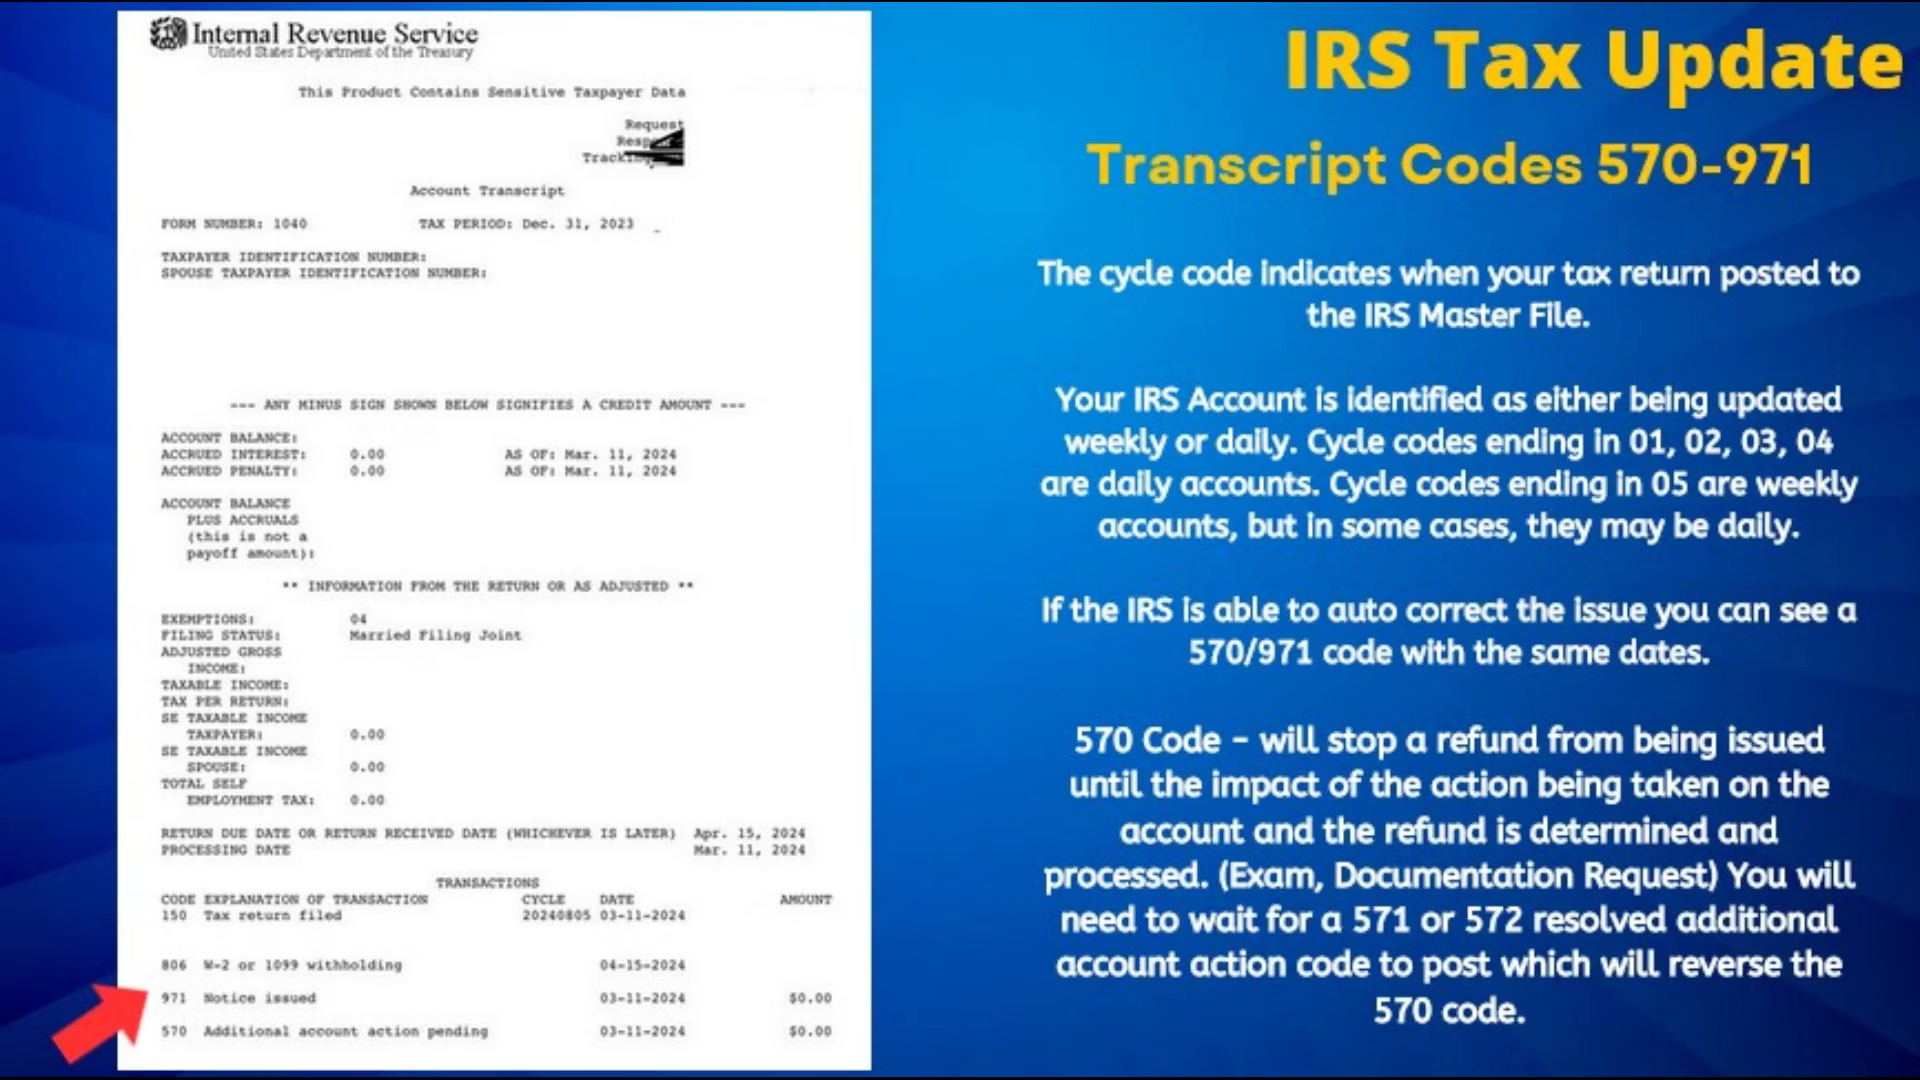 Internal Revenue Service
United States Department of the Treasury
This Product Contains Sensitive Taxpayer Data
Request
Account Transcript
FORM NUMBER: 1040 TAX PERIOD: Dec. 31, 2023
TAXPAYER IDENTIFICATION NUMBER:
SPOUSE TAXPAYER IDENTIFICATION NUMBER:
--- ANY MINUS SIGN SHOWN BELOW SIGNIFIES A CREDIT AMOUNT ---
ACCOUNT BALANCE:
ACCRUED INTEREST: 0.00 AS OF: Mar. 11, 2024
ACCRUED PENALTY: 0.00 AS OF: Mar. 11, 2024
ACCOUNT BALANCE
PLUS ACCRUALS
(this is not a
payoff amount):
** INFORMATION FROM THE RETURN OR AS ADJUSTED **
EXEMPTIONS: 04
FILING STATUS: Married Filing Joint
ADJUSTED GROSS
INCOME:
TAXABLE INCOME:
TAX PER RETURN:
SE TAXABLE INCOME
TAXPAYER: 0.00
SE TAXABLE INCOME
SPOUSE: 0.00
TOTAL SELF
EMPLOYMENT TAX: 0.00
RETURN DUE DATE OR RETURN RECEIVED DATE (WHICHEVER IS LATER) Apr. 15, 2024
PROCESSING DATE Mar. 11, 2024
TRANSACTIONS
CODE EXPLANATION OF TRANSACTION CYCLE DATE AMOUNT
150 Tax return filed 20240805 03-11-2024
806 W-2 or 1099 withholding 04-15-2024
971 Notice issued 03-11-2024 $0.00
570 Additional account action pending 03-11-2024 $0.00
IRS Tax Update
Transcript Codes 570-971
The cycle code indicates when your tax return posted to
the IRS Master File.
Your IRS Account is identified as either being updated
weekly or daily. Cycle codes ending in 01, 02, 03, 04
are daily accounts. Cycle codes ending in 05 are weekly
accounts, but in some cases, they may be daily.
If the IRS is able to auto correct the issue you can see a
570/971 code with the same dates.
570 Code - will stop a refund from being issued
until the impact of the action being taken on the
account and the refund is determined and
processed. (Exam, Documentation Request) You will
need to wait for a 571 or 572 resolved additional
account action code to post which will reverse the
570 code.